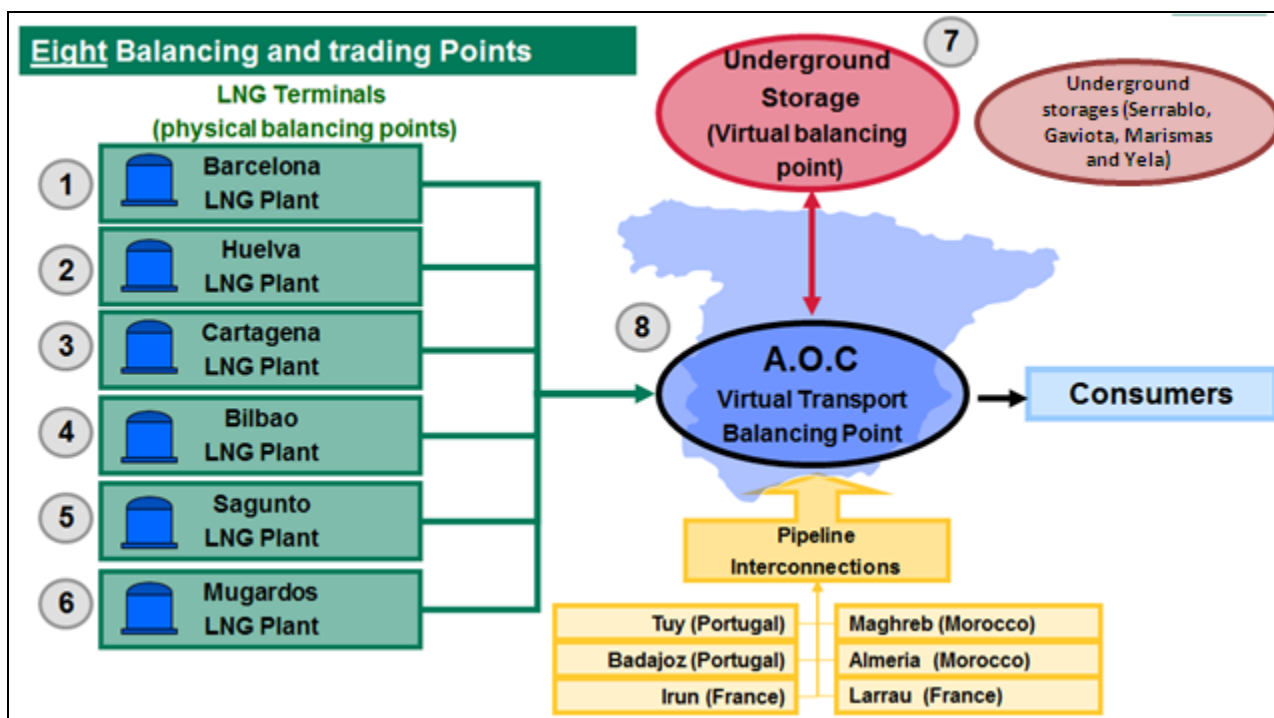 Eight Balancing and trading Points
LNG Terminals
(physical balancing points)
1
Barcelona
LNG Plant
2
Huelva
LNG Plant
3
Cartagena
LNG Plant
4
Bilbao
LNG Plant
5
Sagunto
LNG Plant
6
Mugardos
LNG Plant
7
Underground
Storage
(Virtual balancing
point)
Underground
storages (Serrablo,
Gaviota, Marismas
and Yela)
8
A.O.C
Virtual Transport
Balancing Point
Consumers
Pipeline
Interconnections
Tuy (Portugal)
Badajoz (Portugal)
Irun (France)
Maghreb (Morocco)
Almeria (Morocco)
Larrau (France)